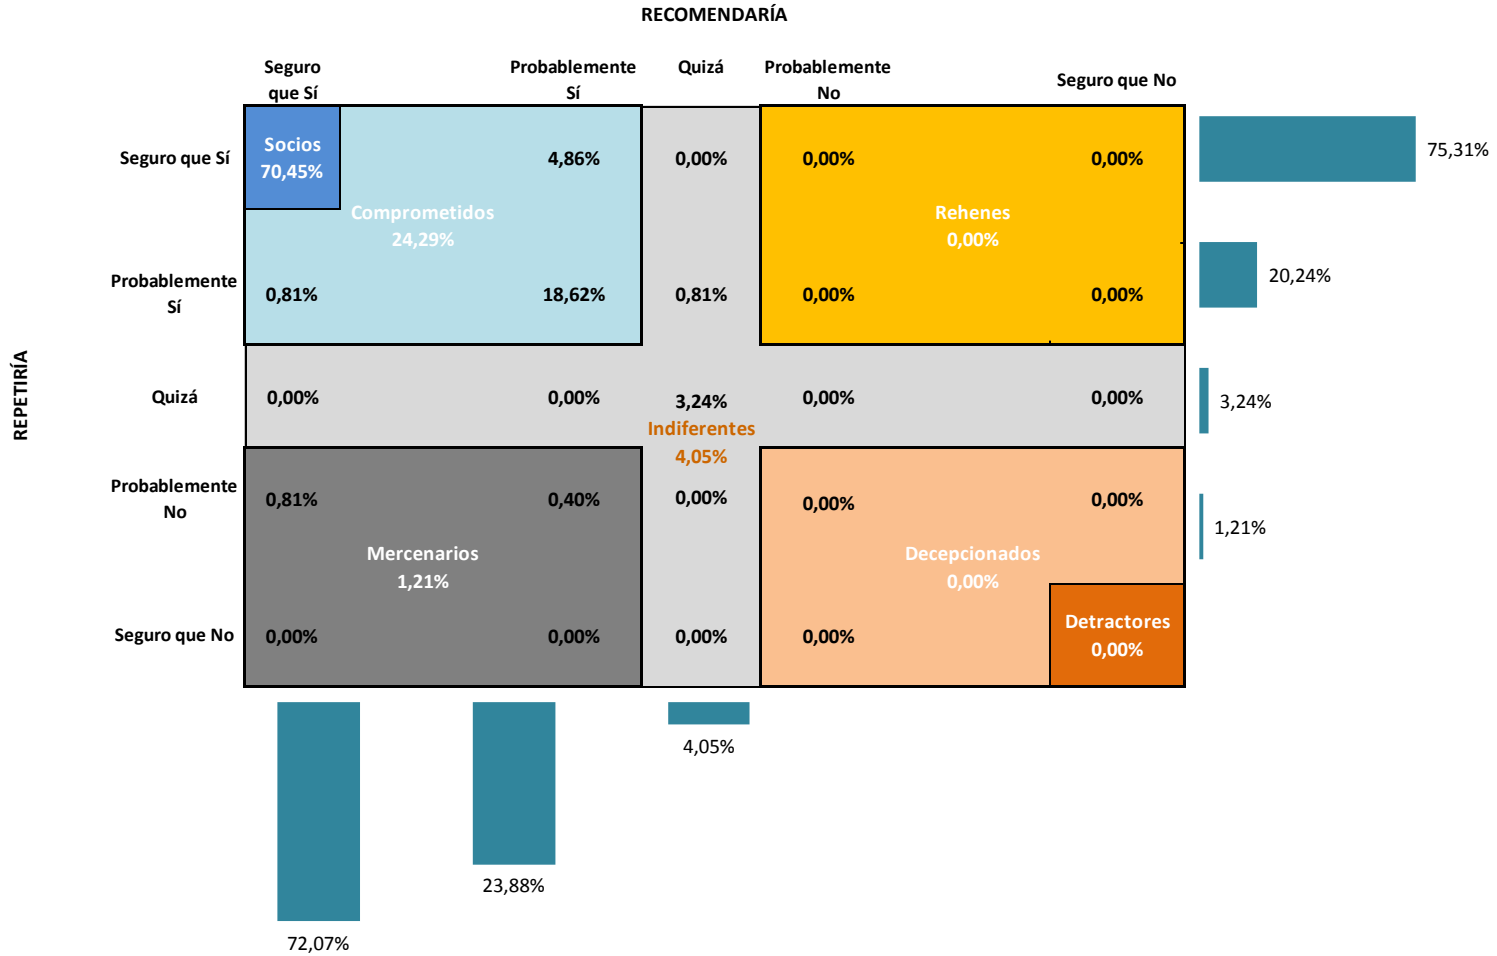 RECOMENDARÍA
Seguro
que Sí
Probablemente
Sí
Quizá
Probablemente
No
Seguro que No
REPETIRÍA
Seguro que Sí
Socios
70,45%
4,86%
0,00%
0,00%
0,00%
75,31%
Comprometidos
24,29%
Rehenes
0,00%
Probablemente
Sí
0,81%
18,62%
0,81%
0,00%
0,00%
20,24%
Quizá
0,00%
0,00%
3,24%
0,00%
0,00%
3,24%
Indiferentes
4,05%
Probablemente
No
0,81%
0,40%
0,00%
0,00%
0,00%
1,21%
Mercenarios
1,21%
Decepcionados
0,00%
Seguro que No
0,00%
0,00%
0,00%
0,00%
Detractores
0,00%
72,07%
23,88%
4,05%